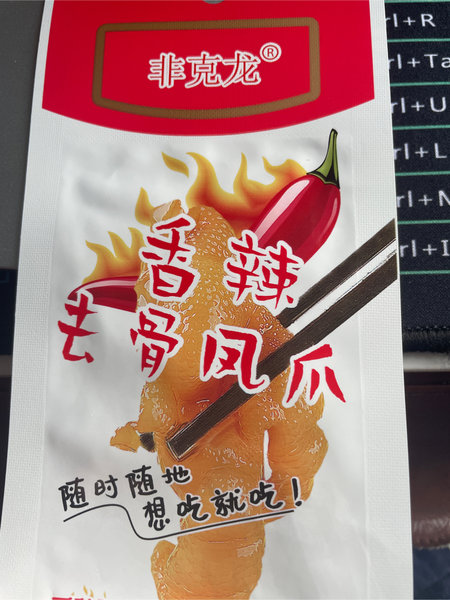 非克龙®
香辣
去骨凤爪
随时随地
想吃就吃！
rl+R
rl+Ta
rl+U
rl+L
rl+N
rl+I